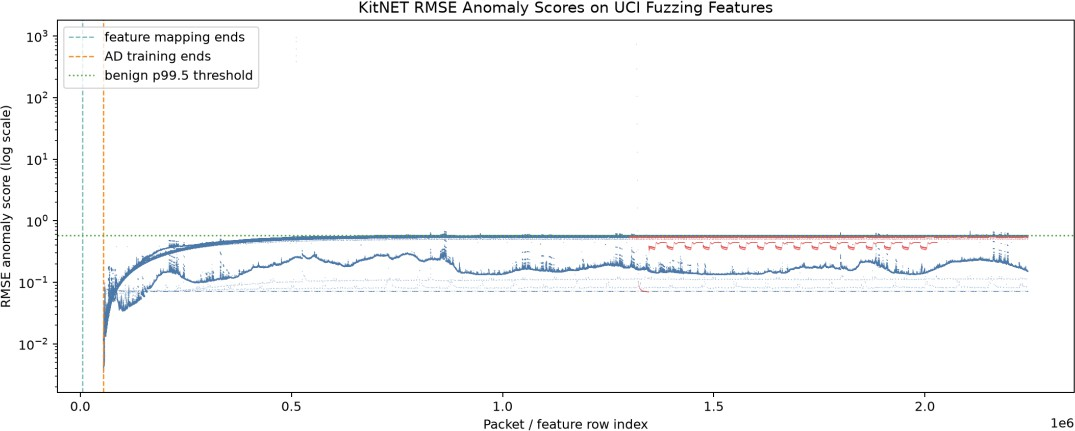 KitNET RMSE Anomaly Scores on UCI Fuzzing Features
feature mapping ends
AD training ends
benign p99.5 threshold
RMSE anomaly score (log scale)
10³
10²
10¹
10⁰
10⁻¹
10⁻²
0.0 0.5 1.0 1.5 2.0
1e6
Packet / feature row index